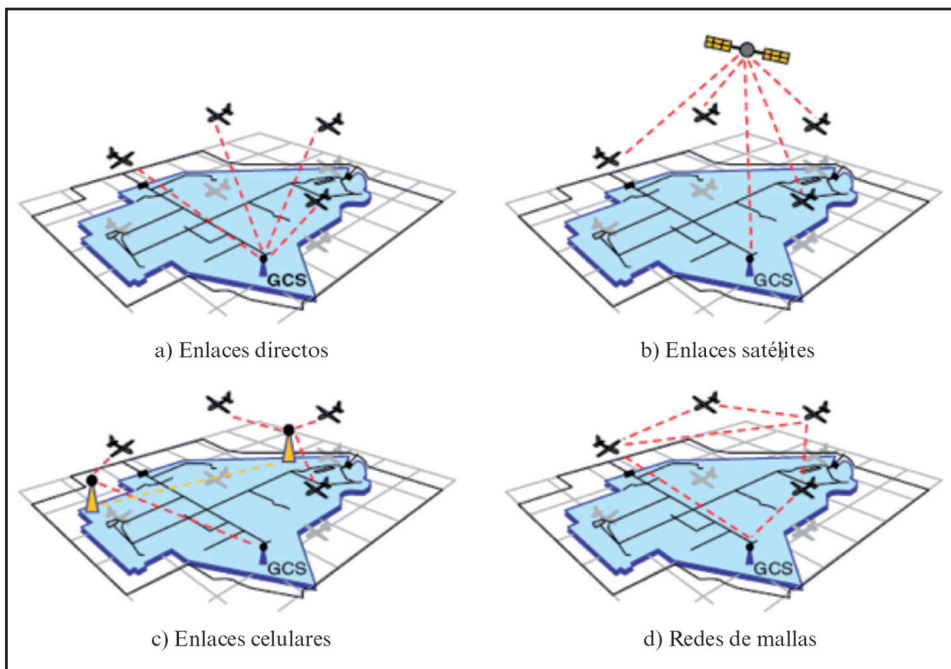 GCS
a) Enlaces directos
GCS
b) Enlaces satélites
GCS
c) Enlaces celulares
GCS
d) Redes de mallas